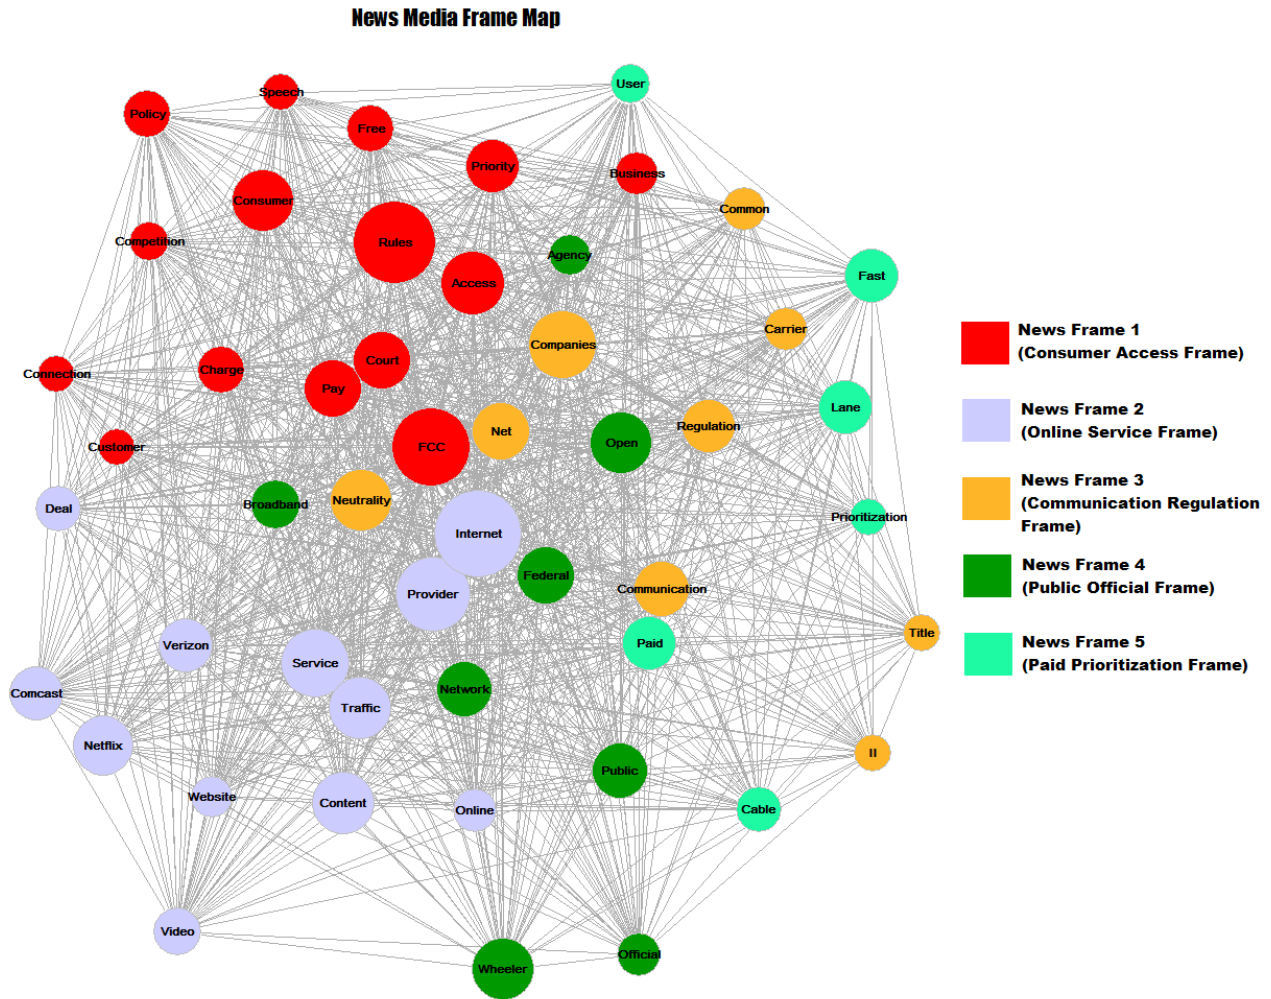 News Media Frame Map
User
Speech
Policy
Free
Priority
Business
Consumer
Common
Competition
Rules
Agency
Fast
Access
Carrier
Companies
Court
Charge
Connection
Pay
Lane
Regulation
Net
Open
FCC
Customer
Neutrality
Broadband
Deal
Prioritization
Internet
Federal
Communication
Provider
Title
Paid
Verizon
Service
Network
Comcast
Traffic
Netflix
II
Public
Website
Content
Online
Cable
Video
Official
Wheeler
News Frame 1
(Consumer Access Frame)
News Frame 2
(Online Service Frame)
News Frame 3
(Communication Regulation
Frame)
News Frame 4
(Public Official Frame)
News Frame 5
(Paid Prioritization Frame)